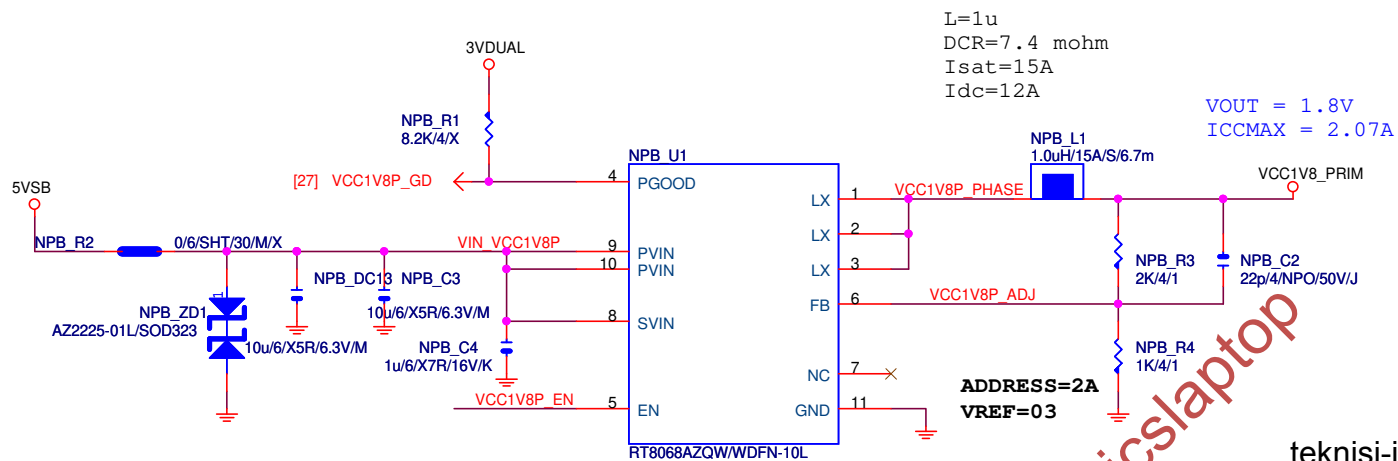 L=1u
DCR=7.4 mohm
Isat=15A
Idc=12A
VOUT = 1.8V
ICCMAX = 2.07A
3VDUAL
NPB_R1
8.2K/4/X
[27] VCC1V8P_GD
5VSB
NPB_R2
0/6/SHT/30/M/X
VIN_VCC1V8P
NPB_ZD1
AZ2225-01L/SOD323
1
NPB_DC13
10u/6/X5R/6.3V/M
NPB_C3
10u/6/X5R/6.3V/M
NPB_C4
1u/6/X7R/16V/K
VCC1V8P_EN
NPB_U1
4 PGOOD
9 PVIN
10 PVIN
8 SVIN
5 EN
LX 1
LX 2
LX 3
FB 6
NC 7
GND 11
RT8068AZQW/WDFN-10L
VCC1V8P_PHASE
NPB_L1
1.0uH/15A/S/6.7m
VCC1V8_PRIM
NPB_R3
2K/4/1
NPB_C2
22p/4/NPO/50V/J
VCC1V8P_ADJ
NPB_R4
1K/4/1
ADDRESS=2A
VREF=03
icslaptop
teknisi-i